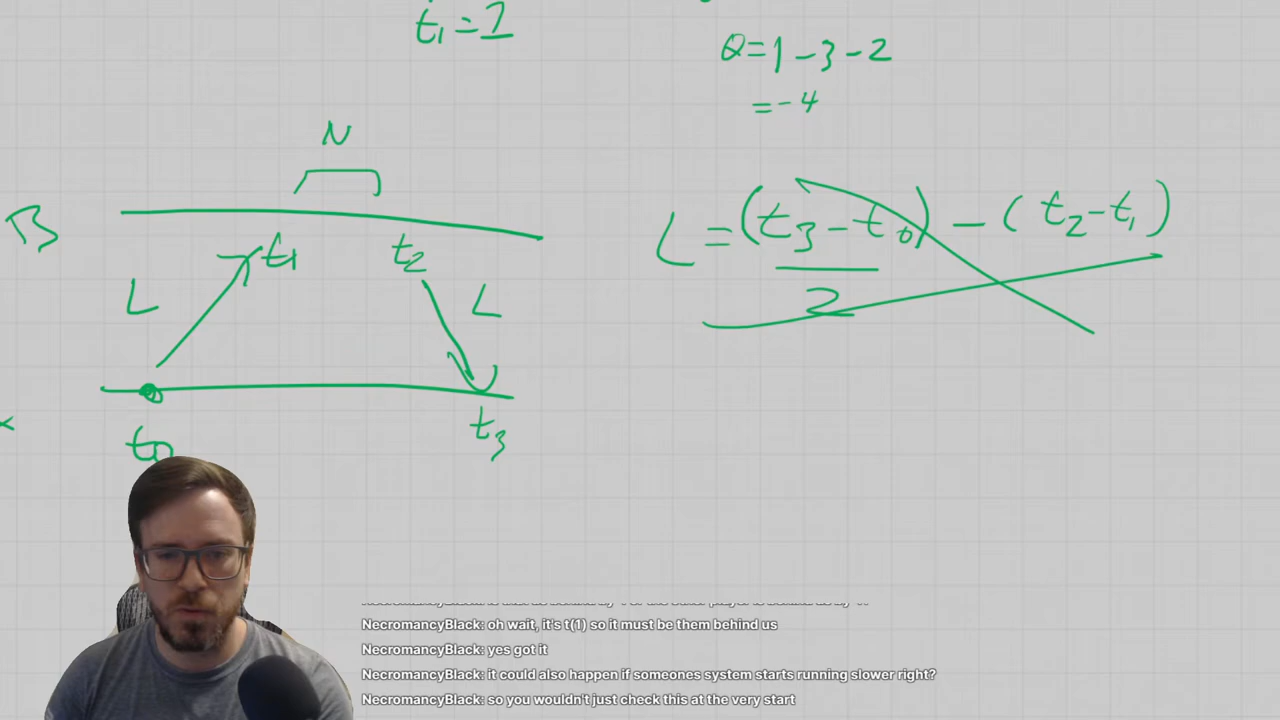 t₁ = 1
Q = 1 - 3 - 2
= -4
N
B
t₁
t₂
L
L
t₀
t₃
L = (t₃ - t₀) - (t₂ - t₁)
2
NecromancyBlack: oh wait, it's t(1) so it must be them behind us
NecromancyBlack: yes got it
NecromancyBlack: it could also happen if someones system starts running slower right?
NecromancyBlack: so you wouldn't just check this at the very start